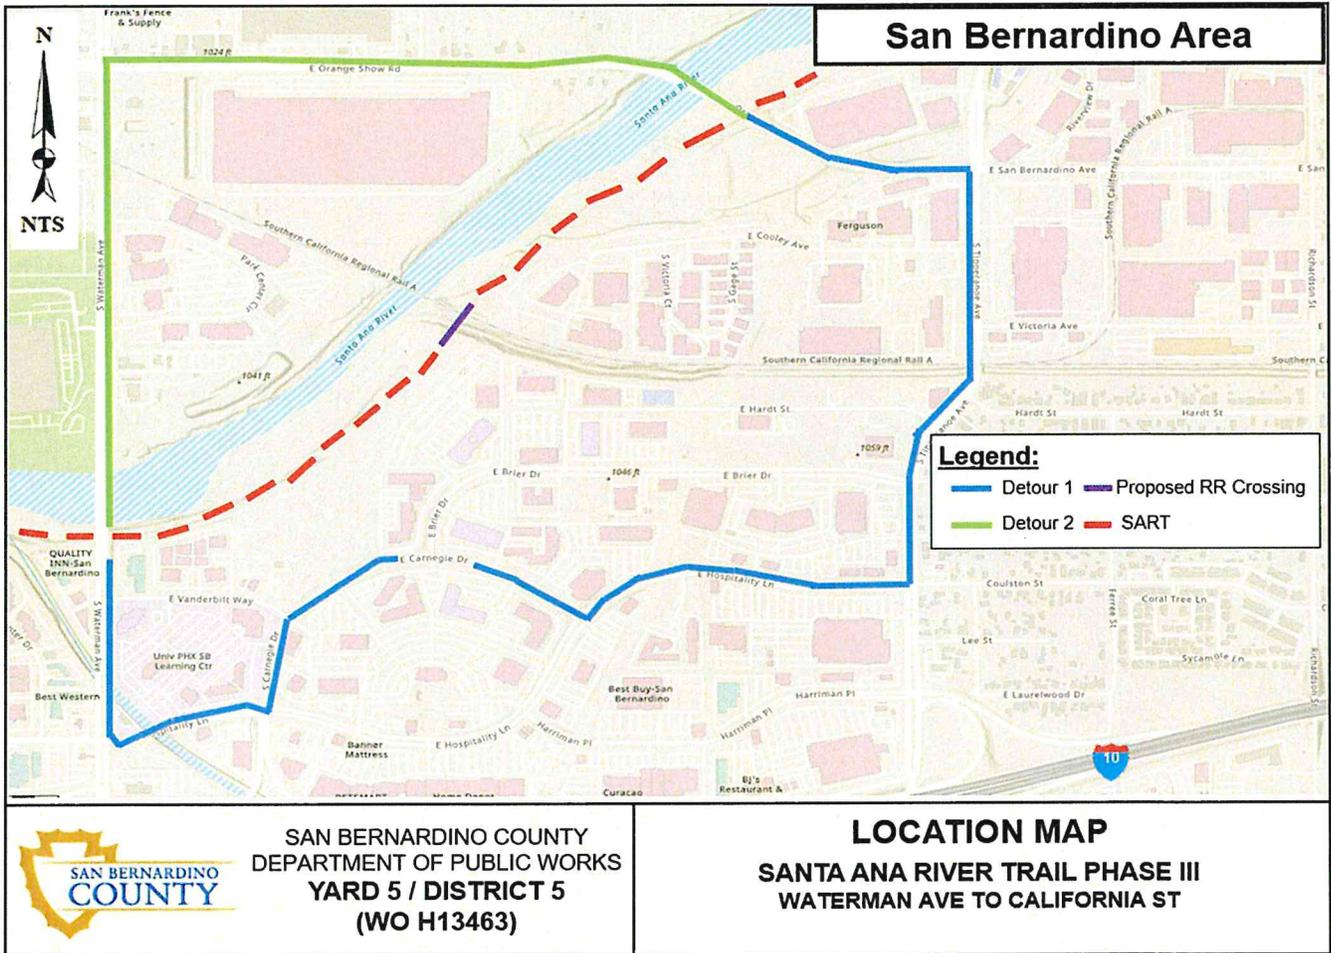 San Bernardino Area
N
NTS
Frank's Fence
& Supply
1024 ft
E Orange Show Rd
Santa Ana River
Riverview Dr
Southern California Regional Rail A
E San Bernardino Ave
E San
S Waterman Ave
Southern California Regional Rail A
Park Center Cir
Ferguson
E Cooley Ave
S Victoria Ct
S Gage St
S Tippecanoe Ave
Richardson St
Santa Ana River
E Victoria Ave
E
Southern California Regional Rail A
Southern C
1041 ft
E Hardt St
Hardt St
Hardt St
1059 ft
E Brier Dr
1046 ft
E Brier Dr
E Brier Dr
Legend:
Detour 1
Proposed RR Crossing
Detour 2
SART
QUALITY
INN-San
Bernardino
E Carnegie Dr
E Hospitality Ln
Coulston St
Ferree St
Coral Tree Ln
E Vanderbilt Way
S Waterman Ave
S Carnegie Dr
Univ PHX SB
Learning Ctr
Lee St
Sycamore Ln
Richardson S
Best Western
Best Buy-San
Bernardino
Harriman Pl
E Laurelwood Dr
pitality Ln
Banner
Mattress
E Hospitality Ln
Harriman Pl
Harriman Pl
10
BJ's
Restaurant &
PETSMART
Home Depot
Curacao
SAN BERNARDINO
COUNTY
SAN BERNARDINO COUNTY
DEPARTMENT OF PUBLIC WORKS
YARD 5 / DISTRICT 5
(WO H13463)
LOCATION MAP
SANTA ANA RIVER TRAIL PHASE III
WATERMAN AVE TO CALIFORNIA ST